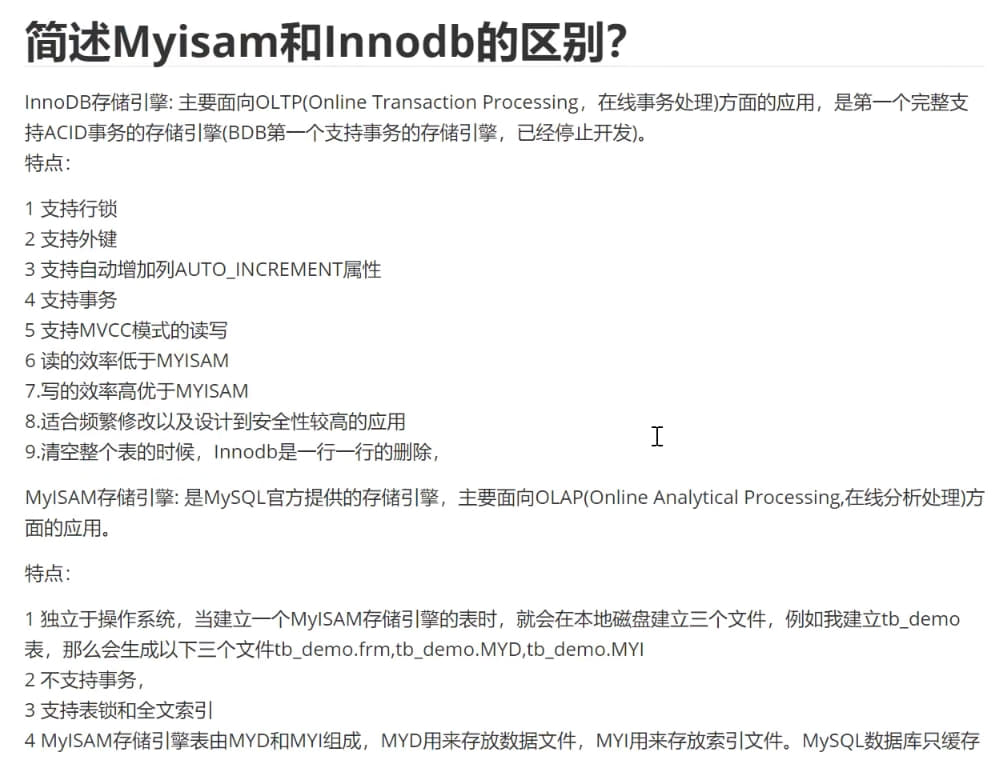 简述Myisam和Innodb的区别？
InnoDB存储引擎: 主要面向OLTP(Online Transaction Processing，在线事务处理)方面的应用，是第一个完整支
持ACID事务的存储引擎(BDB第一个支持事务的存储引擎，已经停止开发)。
特点：
1 支持行锁
2 支持外键
3 支持自动增加列AUTO_INCREMENT属性
4 支持事务
5 支持MVCC模式的读写
6 读的效率低于MYISAM
7.写的效率高优于MYISAM
8.适合频繁修改以及设计到安全性较高的应用
9.清空整个表的时候，Innodb是一行一行的删除，
MyISAM存储引擎: 是MySQL官方提供的存储引擎，主要面向OLAP(Online Analytical Processing,在线分析处理)方
面的应用。
特点：
1 独立于操作系统，当建立一个MyISAM存储引擎的表时，就会在本地磁盘建立三个文件，例如我建立tb_demo
表，那么会生成以下三个文件tb_demo.frm,tb_demo.MYD,tb_demo.MYI
2 不支持事务，
3 支持表锁和全文索引
4 MyISAM存储引擎表由MYD和MYI组成，MYD用来存放数据文件，MYI用来存放索引文件。MySQL数据库只缓存